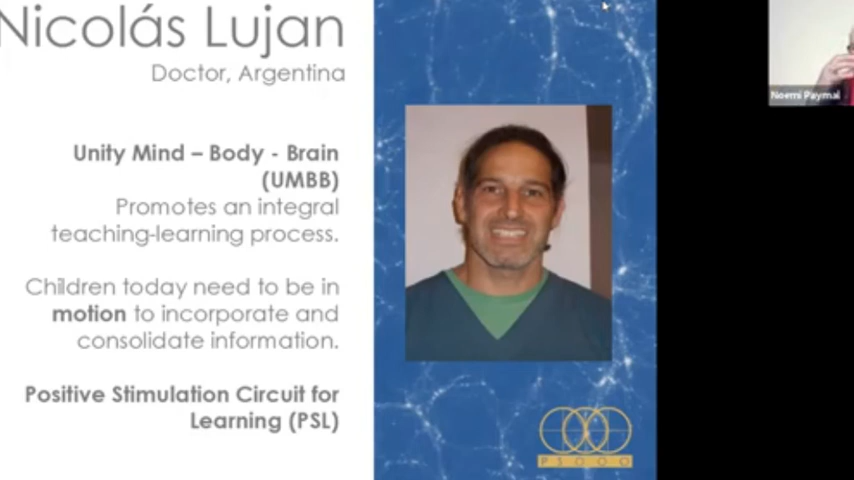 Nicolás Lujan
Doctor, Argentina
Unity Mind – Body - Brain
(UMBB)
Promotes an integral
teaching-learning process.
Children today need to be in
motion to incorporate and
consolidate information.
Positive Stimulation Circuit for
Learning (PSL)
Noemi Paymal